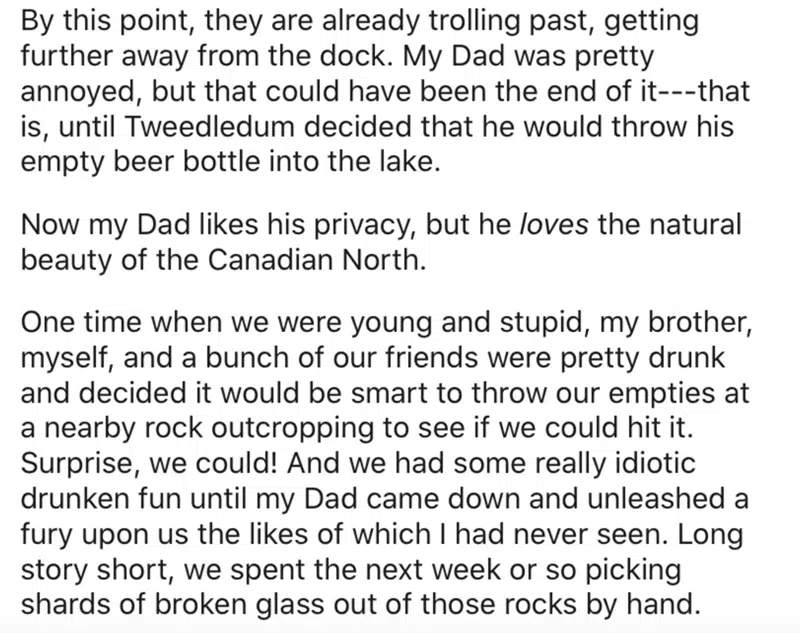 By this point, they are already trolling past, getting
further away from the dock. My Dad was pretty
annoyed, but that could have been the end of it---that
is, until Tweedledum decided that he would throw his
empty beer bottle into the lake.
Now my Dad likes his privacy, but he loves the natural
beauty of the Canadian North.
One time when we were young and stupid, my brother,
myself, and a bunch of our friends were pretty drunk
and decided it would be smart to throw our empties at
a nearby rock outcropping to see if we could hit it.
Surprise, we could! And we had some really idiotic
drunken fun until my Dad came down and unleashed a
fury upon us the likes of which I had never seen. Long
story short, we spent the next week or so picking
shards of broken glass out of those rocks by hand.